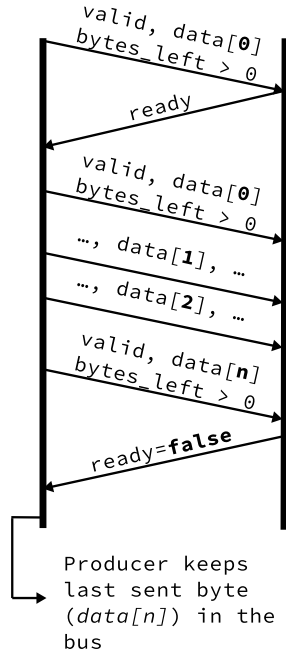 valid, data[0]
bytes_left > 0
ready
valid, data[0]
bytes_left > 0
…, data[1], …
…, data[2], …
valid, data[n]
bytes_left > 0
ready=false
Producer keeps
last sent byte
(data[n]) in the
bus